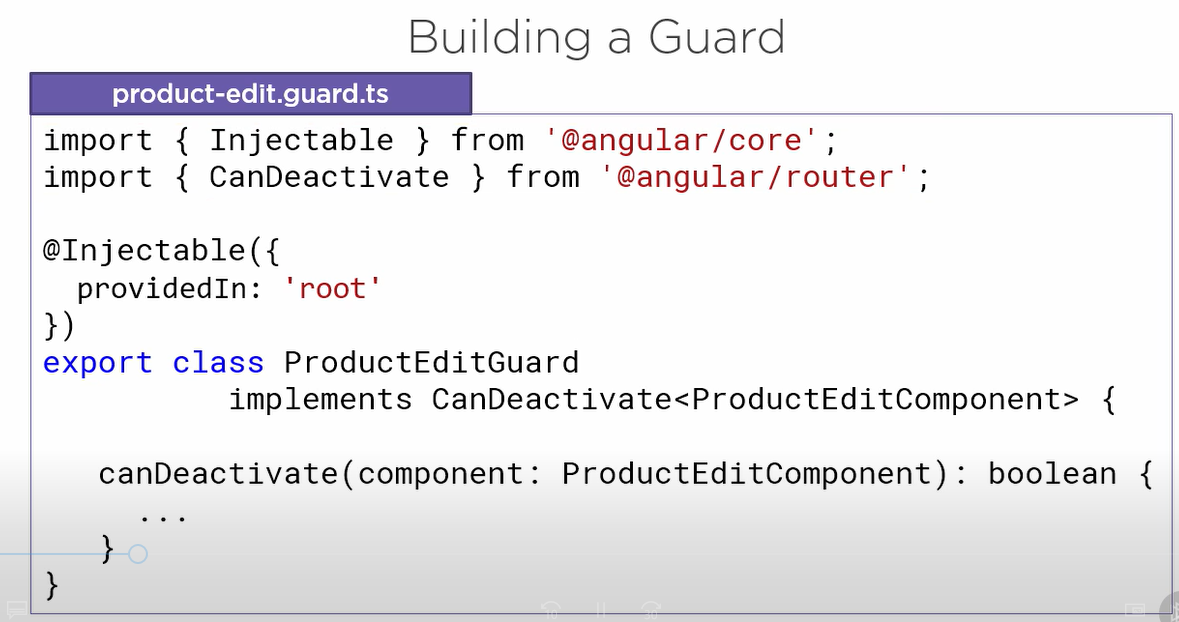 Building a Guard
product-edit.guard.ts
import { Injectable } from '@angular/core';
import { CanDeactivate } from '@angular/router';
@Injectable({
providedIn: 'root'
})
export class ProductEditGuard
implements CanDeactivate<ProductEditComponent> {
canDeactivate(component: ProductEditComponent): boolean {
...
}
}